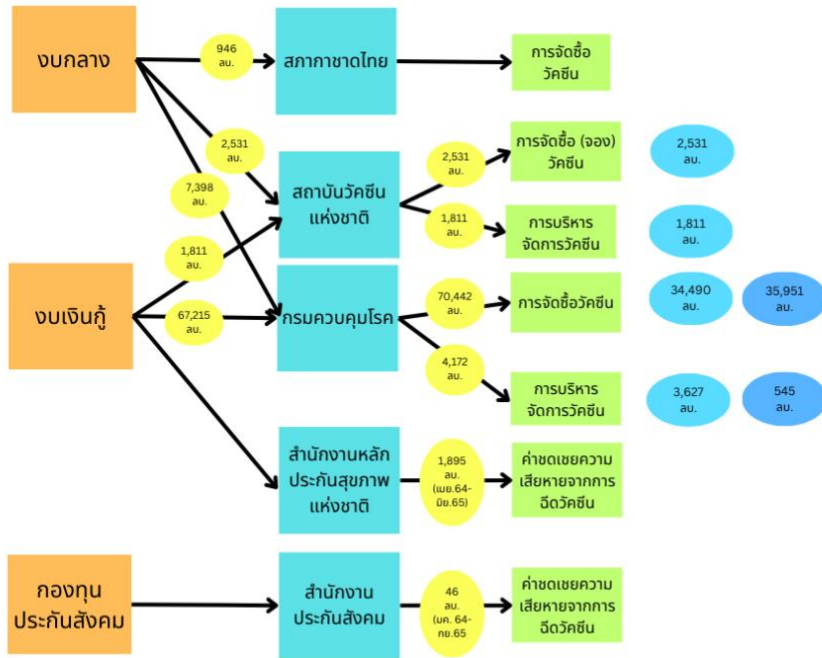 งบกลาง
946
ลบ.
สภากาชาดไทย
การจัดซื้อ
วัคซีน
2,531
ลบ.
7,398
ลบ.
สถาบันวัคซีน
แห่งชาติ
2,531
ลบ.
การจัดซื้อ (จอง)
วัคซีน
2,531
ลบ.
1,811
ลบ.
การบริหาร
จัดการวัคซีน
1,811
ลบ.
งบเงินกู้
1,811
ลบ.
67,215
ลบ.
กรมควบคุมโรค
70,442
ลบ.
การจัดซื้อวัคซีน
34,490
ลบ.
35,951
ลบ.
4,172
ลบ.
การบริหาร
จัดการวัคซีน
3,627
ลบ.
545
ลบ.
สำนักงานหลัก
ประกันสุขภาพ
แห่งชาติ
1,895
ลบ.
(เมย.64-
มิย.65)
ค่าชดเชยความ
เสียหายจากการ
ฉีดวัคซีน
กองทุน
ประกันสังคม
สำนักงาน
ประกันสังคม
46
ลบ.
(มค. 64-
กย.65
ค่าชดเชยความ
เสียหายจากการ
ฉีดวัคซีน